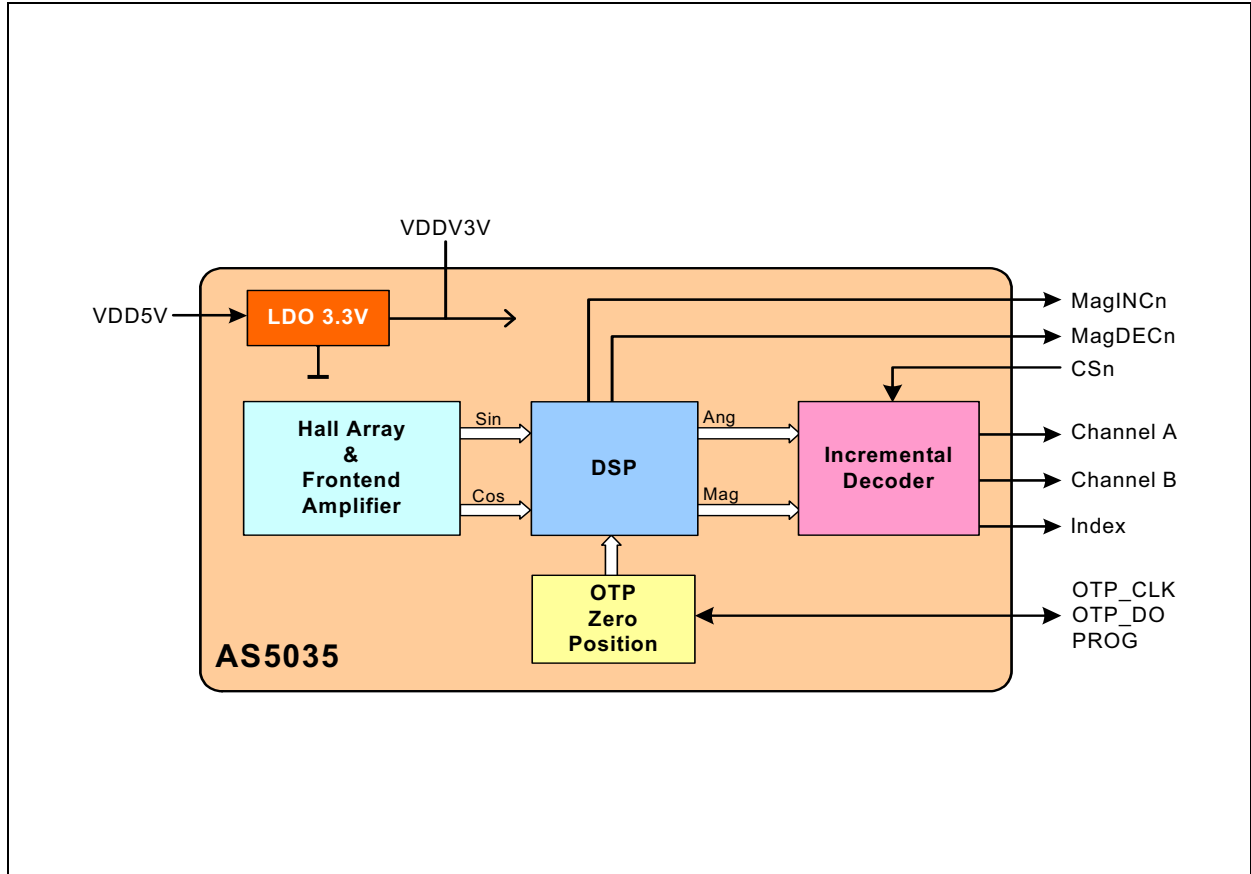 VDDV3V
VDD5V
LDO 3.3V
MagINCn
MagDECn
CSn
Hall Array
&
Frontend
Amplifier
Sin
Cos
DSP
Ang
Mag
Incremental
Decoder
Channel A
Channel B
Index
OTP
Zero
Position
OTP_CLK
OTP_DO
PROG
AS5035